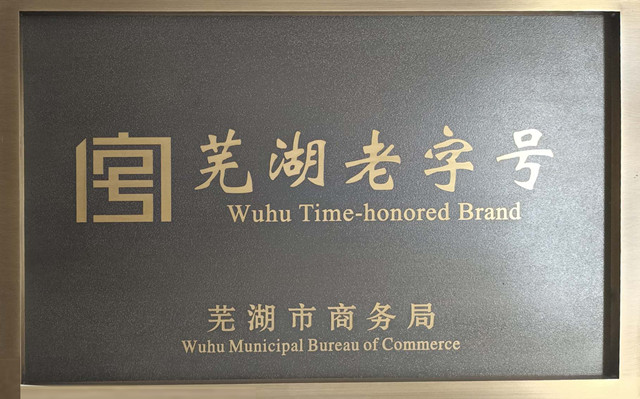 芜湖老字号
Wuhu Time-honored Brand
芜湖市商务局
Wuhu Municipal Bureau of Commerce